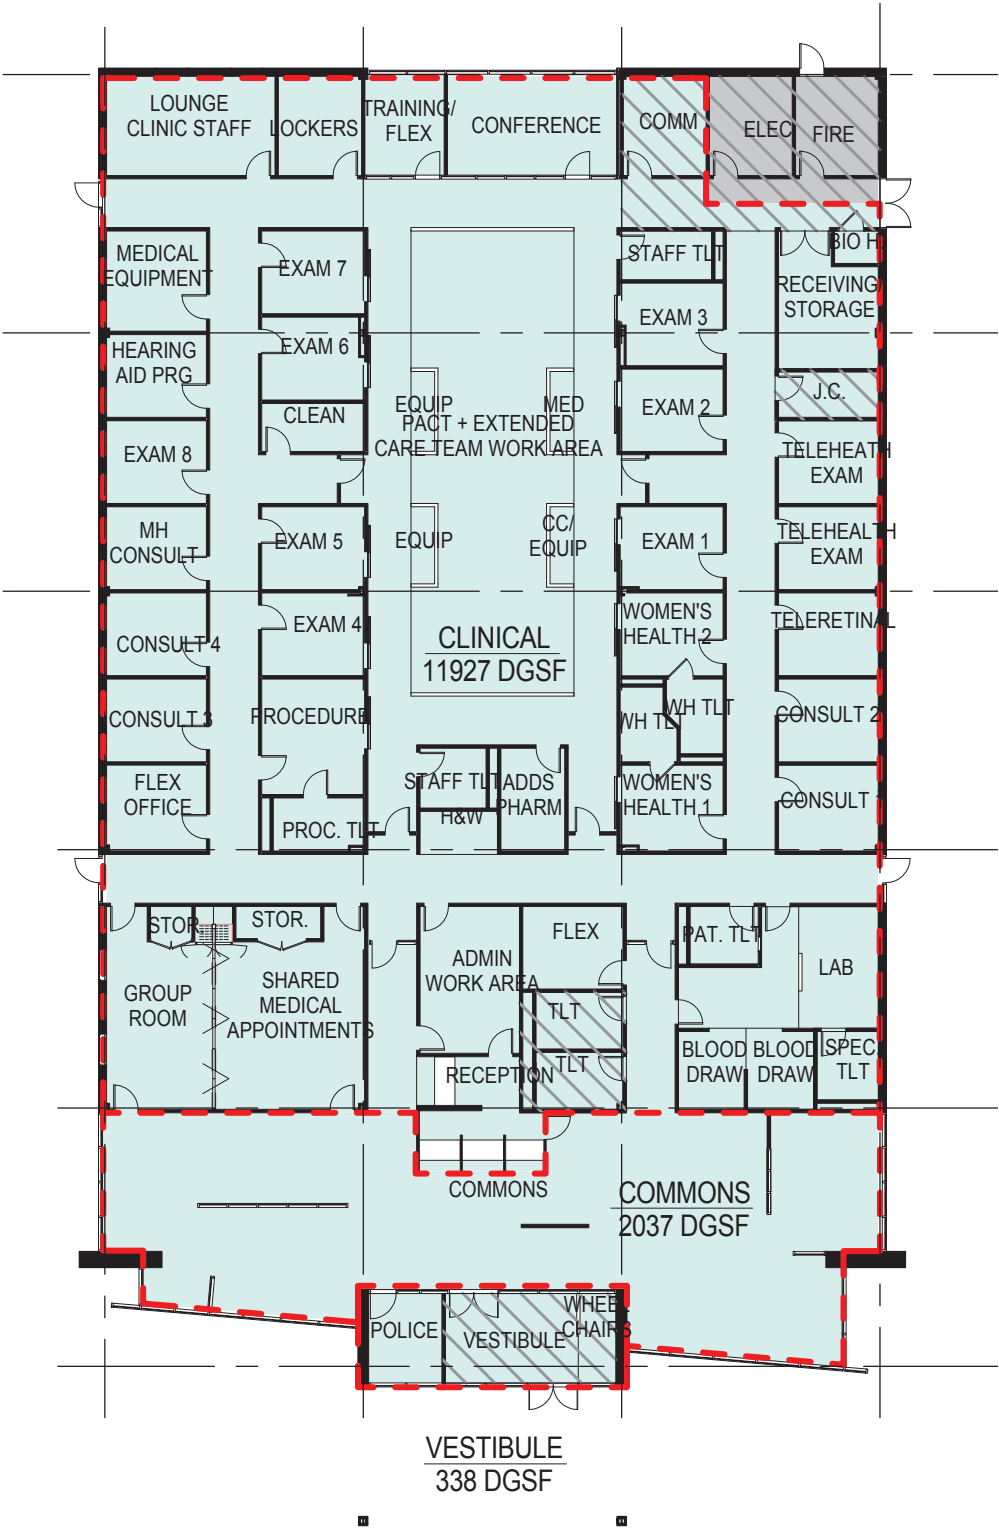 LOUNGE
CLINIC STAFF
LOCKERS
TRAINING/
FLEX
CONFERENCE
COMM
ELEC
FIRE
MEDICAL
EQUIPMENT
EXAM 7
STAFF TLT
BIO H.
RECEIVING/
STORAGE
HEARING
AID PRG
EXAM 6
EXAM 3
CLEAN
EQUIP
MED
PACT + EXTENDED
CARE TEAM WORK AREA
EXAM 2
J.C.
EXAM 8
TELEHEATH
EXAM
MH
CONSULT
EXAM 5
EQUIP
CC/
EQUIP
EXAM 1
TELEHEALTH
EXAM
CONSULT 4
EXAM 4
CLINICAL
11927 DGSF
WOMEN'S
HEALTH 2
TELERETINAL
CONSULT 3
PROCEDURE
WH TLT
WH TLT
CONSULT 2
FLEX
OFFICE
PROC. TLT
STAFF TLT
H&W
ADDS
PHARM
WOMEN'S
HEALTH 1
CONSULT 1
STOR.
STOR.
GROUP
ROOM
SHARED
MEDICAL
APPOINTMENTS
ADMIN
WORK AREA
FLEX
PAT. TLT
LAB
TLT
TLT
RECEPTION
BLOOD
DRAW
BLOOD
DRAW
SPEC.
TLT
COMMONS
COMMONS
2037 DGSF
POLICE
VESTIBULE
WHEEL
CHAIRS
VESTIBULE
338 DGSF